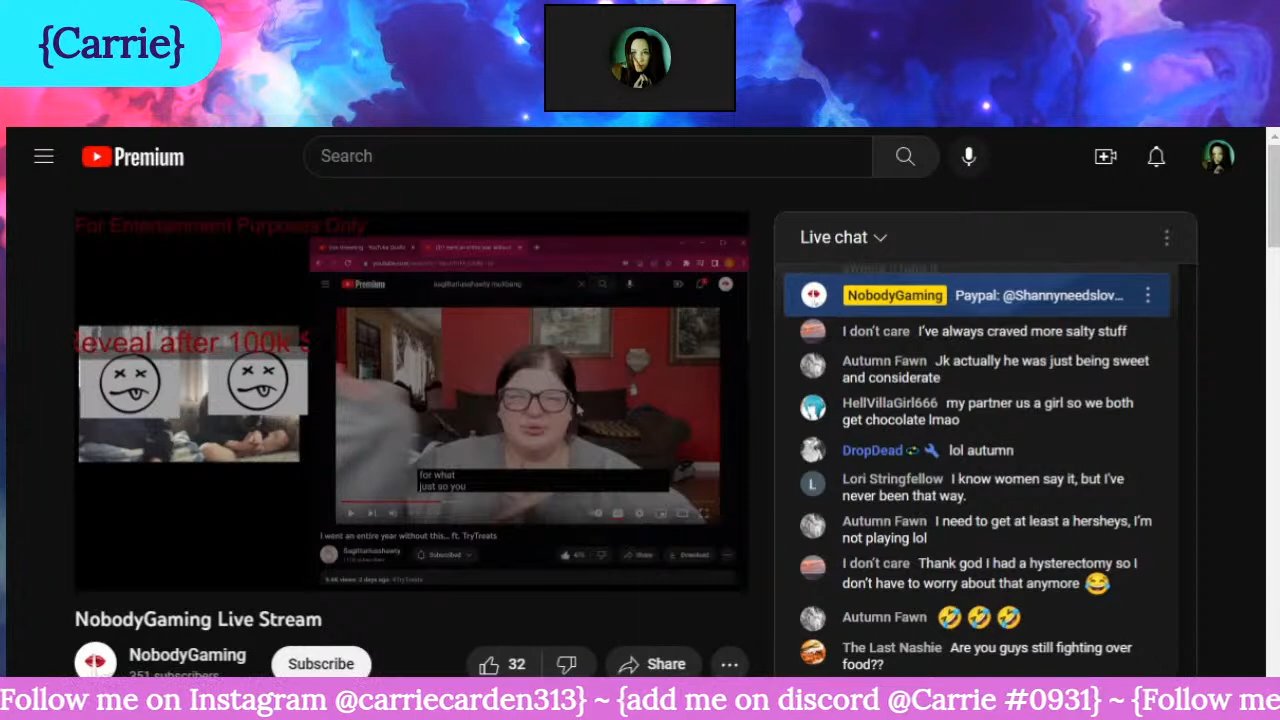 {Carrie}
Premium
Search
For Entertainment Purposes Only
Reveal after 100k S
Premium
for what
just so you
I went an entire year without this... ft. TryTreats
Sagittariusshawty
Subscribed
Share
Download
NobodyGaming Live Stream
NobodyGaming
351 subscribers
Subscribe
32
Share
Live chat
NobodyGaming Paypal: @Shannyneedslov...
I don't care I've always craved more salty stuff
Autumn Fawn Jk actually he was just being sweet
and considerate
HellVillaGirl666 my partner us a girl so we both
get chocolate lmao
DropDead lol autumn
L
Lori Stringfellow I know women say it, but I've
never been that way.
Autumn Fawn I need to get at least a hersheys, I'm
not playing lol
I don't care Thank god I had a hysterectomy so I
don't have to worry about that anymore 😂
Autumn Fawn 🤣 🤣 🤣
The Last Nashie Are you guys still fighting over
food??
Follow me on Instagram @carriecarden313} ~ {add me on discord @Carrie #0931} ~ {Follow me